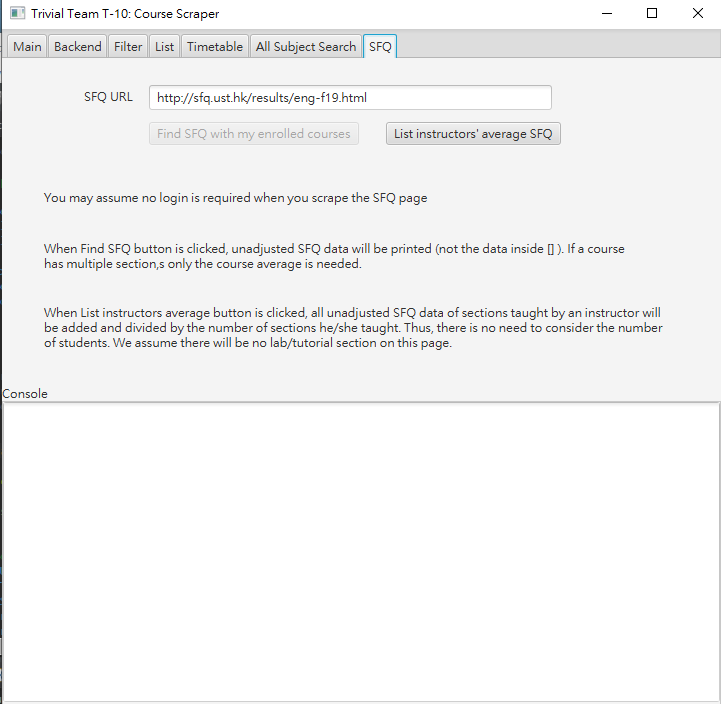 Trivial Team T-10: Course Scraper
Main Backend Filter List Timetable All Subject Search SFQ
SFQ URL http://sfq.ust.hk/results/eng-f19.html
Find SFQ with my enrolled courses List instructors' average SFQ
You may assume no login is required when you scrape the SFQ page
When Find SFQ button is clicked, unadjusted SFQ data will be printed (not the data inside [] ). If a course
has multiple section,s only the course average is needed.
When List instructors average button is clicked, all unadjusted SFQ data of sections taught by an instructor will
be added and divided by the number of sections he/she taught. Thus, there is no need to consider the number
of students. We assume there will be no lab/tutorial section on this page.
Console